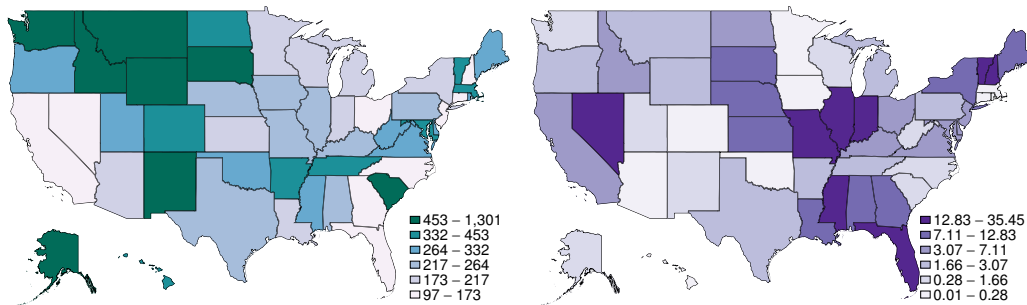 453 – 1,301
332 – 453
264 – 332
217 – 264
173 – 217
97 – 173
12.83 – 35.45
7.11 – 12.83
3.07 – 7.11
1.66 – 3.07
0.28 – 1.66
0.01 – 0.28